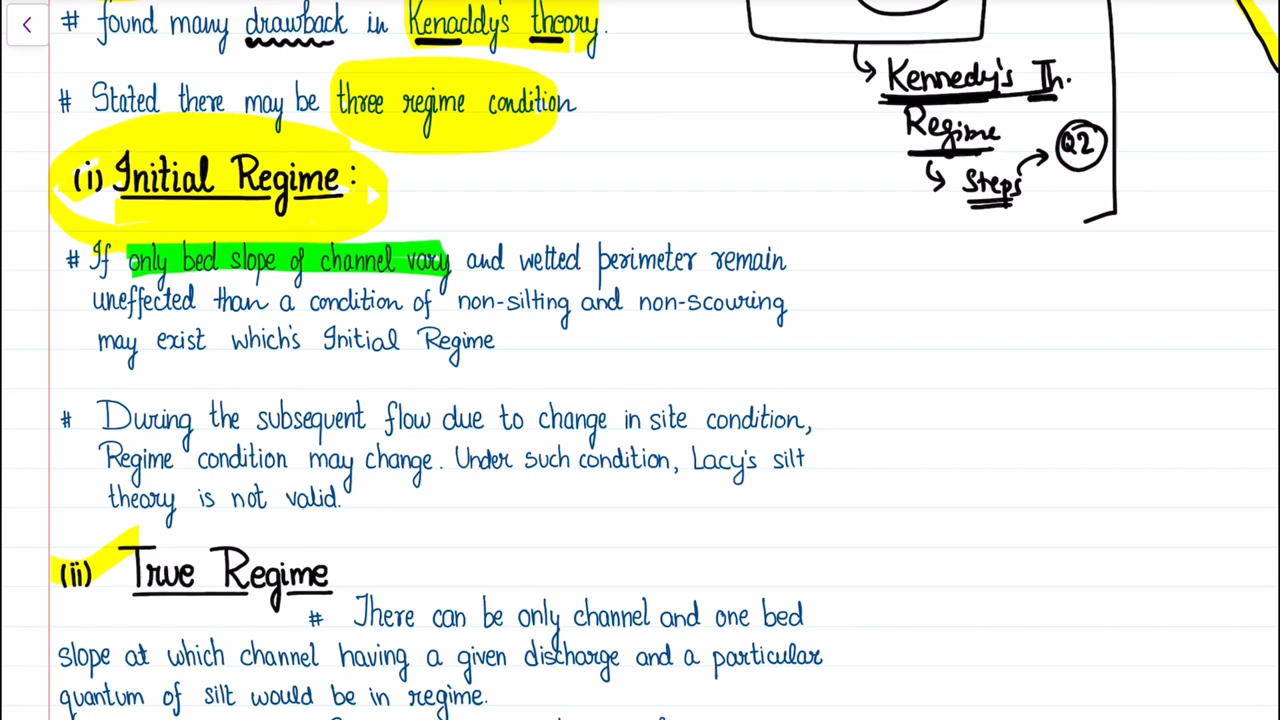 # found many drawback in Kenaddy's theory.
# Stated there may be three regime condition
(i) Initial Regime :
# If only bed slope of channel vary and wetted perimeter remain
uneffected than a condition of non-silting and non-scouring
may exist which's Initial Regime
# During the subsequent flow due to change in site condition,
Regime condition may change. Under such condition, Lacy's silt
theory is not valid.
(ii) True Regime
# There can be only channel and one bed
slope at which channel having a given discharge and a particular
quantum of silt would be in regime.
Kennedy's Th.
Regime
Steps
Q2